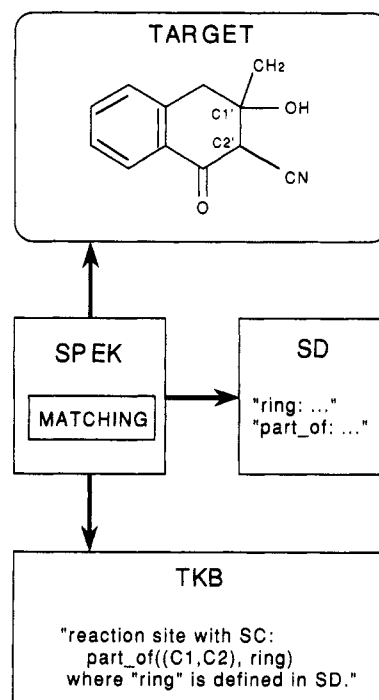 TARGET
CH2
C1'
OH
C2'
CN
O
SPEK
MATCHING
SD
"ring: ..."
"part_of: ..."
TKB
"reaction site with SC:
part_of((C1,C2), ring)
where "ring" is defined in SD."